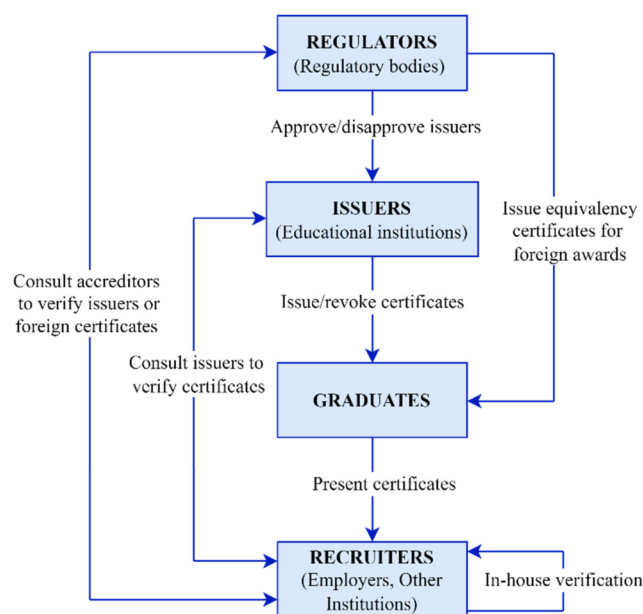 REGULATORS
(Regulatory bodies)
Approve/disapprove issuers
ISSUERS
(Educational institutions)
Issue equivalency
certificates for
foreign awards
Consult accreditors
to verify issuers or
foreign certificates
Issue/revoke certificates
Consult issuers to
verify certificates
GRADUATES
Present certificates
RECRUITERS
(Employers, Other
Institutions)
In-house verification